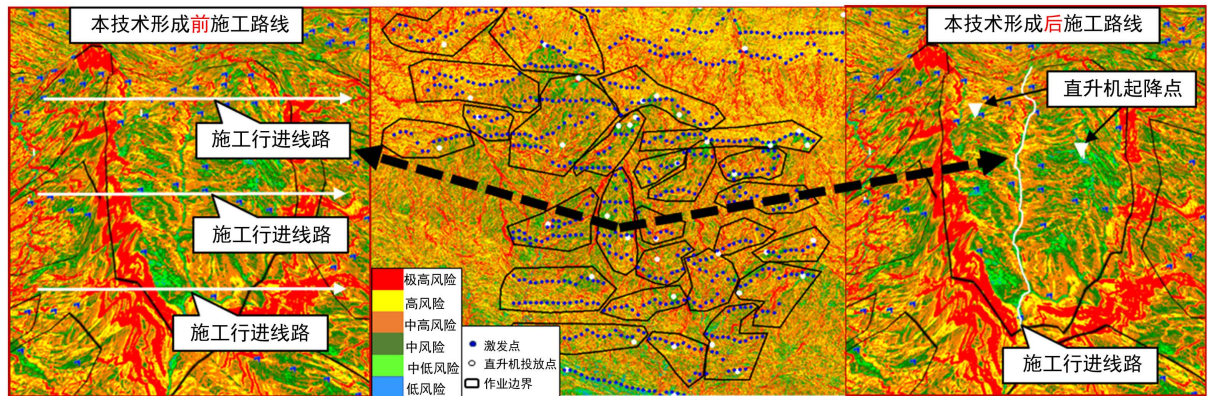 本技术形成前施工路线
施工行进线路
施工行进线路
施工行进线路
极高风险
高风险
中高风险
中风险
中低风险
低风险
激发点
直升机投放点
作业边界
本技术形成后施工路线
直升机起降点
施工行进线路